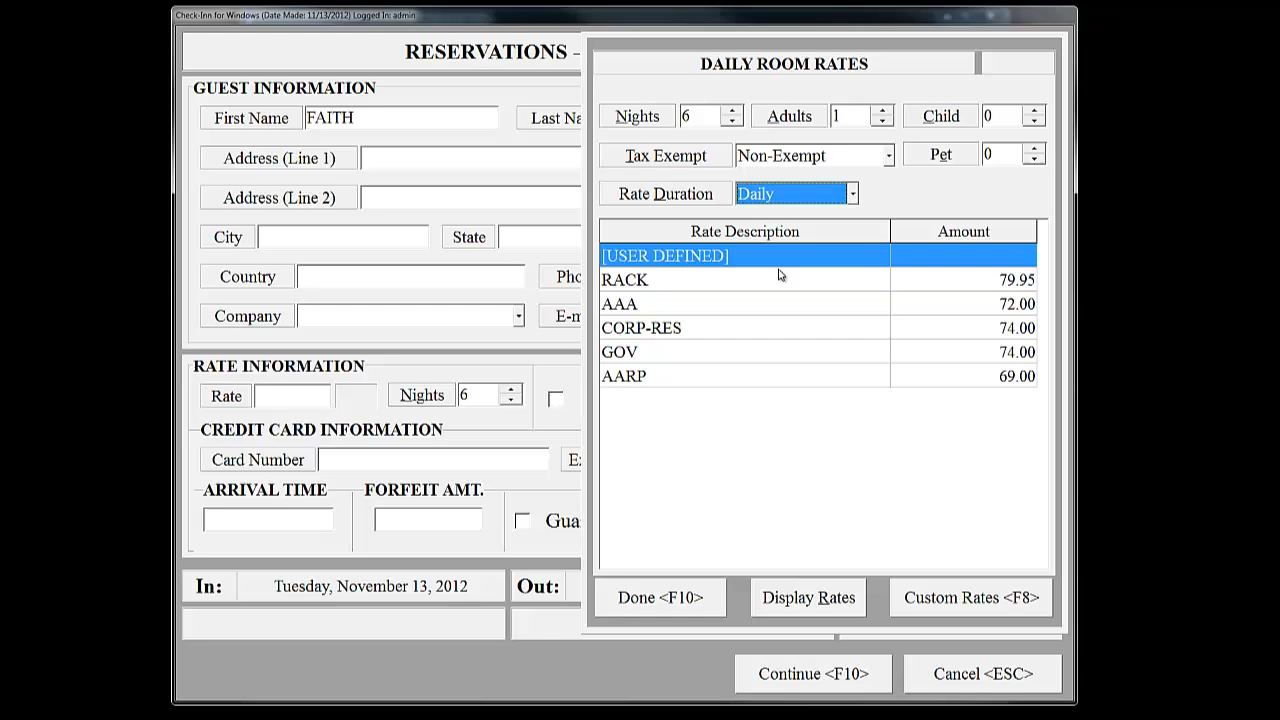 Check-Inn for Windows (Date Made: 11/13/2012) Logged In: admin
RESERVATIONS -
GUEST INFORMATION
First Name FAITH Last Na
Address (Line 1)
Address (Line 2)
City State
Country Pho
Company E-m
RATE INFORMATION
Rate Nights 6
CREDIT CARD INFORMATION
Card Number E
ARRIVAL TIME FORFEIT AMT.
Gua
In: Tuesday, November 13, 2012 Out:
DAILY ROOM RATES
Nights 6 Adults 1 Child 0
Tax Exempt Non-Exempt Pet 0
Rate Duration Daily
Rate Description Amount
[USER DEFINED]
RACK 79.95
AAA 72.00
CORP-RES 74.00
GOV 74.00
AARP 69.00
Done <F10> Display Rates Custom Rates <F8>
Continue <F10> Cancel <ESC>